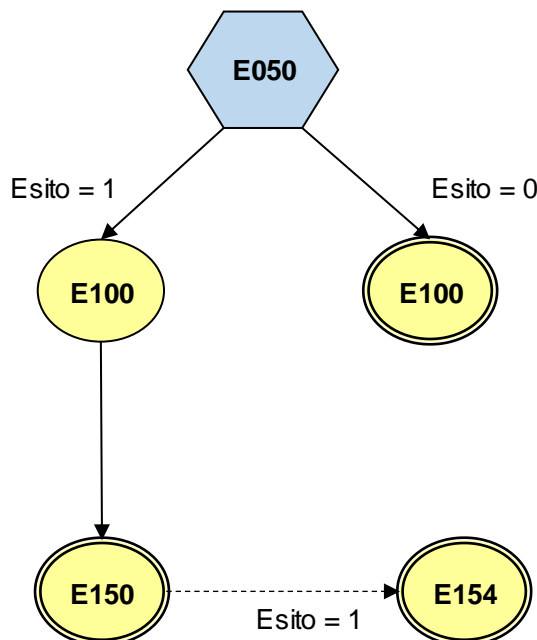 E050
Esito = 1
Esito = 0
E100
E100
E150
E154
Esito = 1